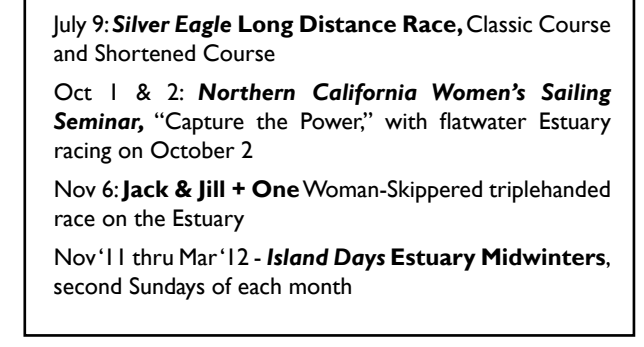 July 9: Silver Eagle Long Distance Race, Classic Course
and Shortened Course
Oct 1 & 2: Northern California Women’s Sailing
Seminar, “Capture the Power,” with flatwater Estuary
racing on October 2
Nov 6: Jack & Jill + One Woman-Skippered triplehanded
race on the Estuary
Nov ‘11 thru Mar ‘12 - Island Days Estuary Midwinters,
second Sundays of each month